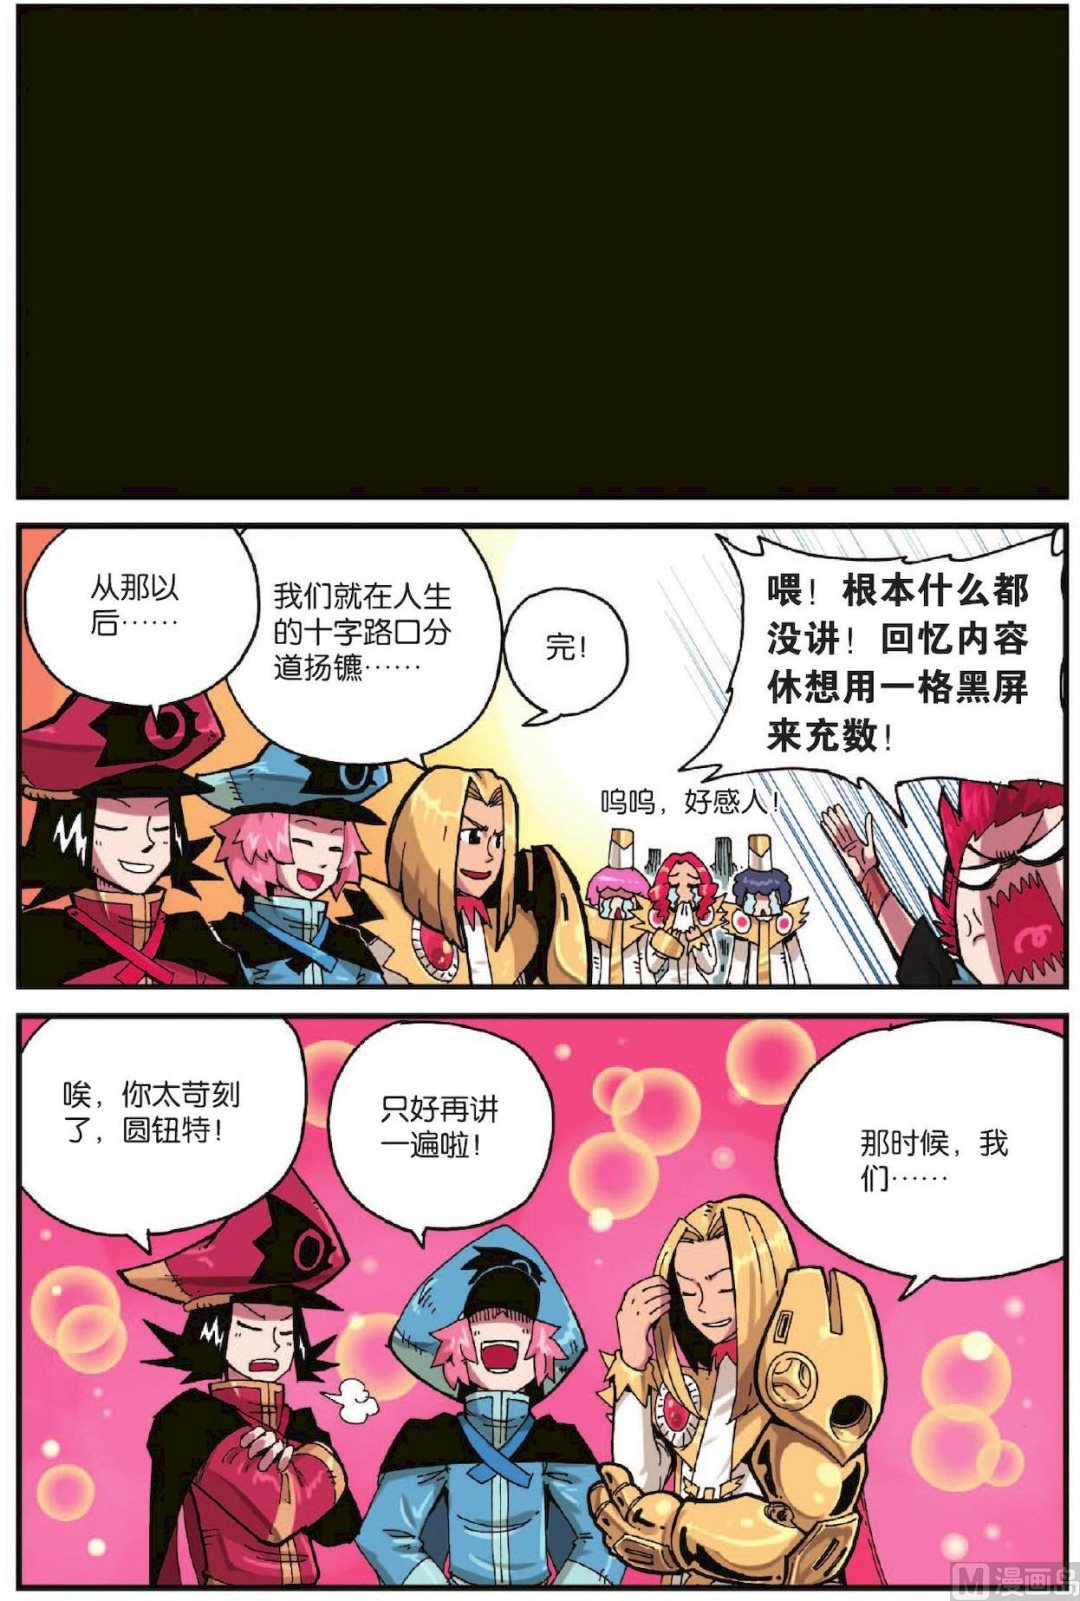 从那以
后……
我们就在人生
的十字路口分
道扬镳……
完!
喂!根本什么都
没讲!回忆内容
休想用一格黑屏
来充数!
呜呜,好感人!
唉,你太苛刻
了,圆钮特!
只好再讲
一遍啦!
那时候,我
们……
漫画岛